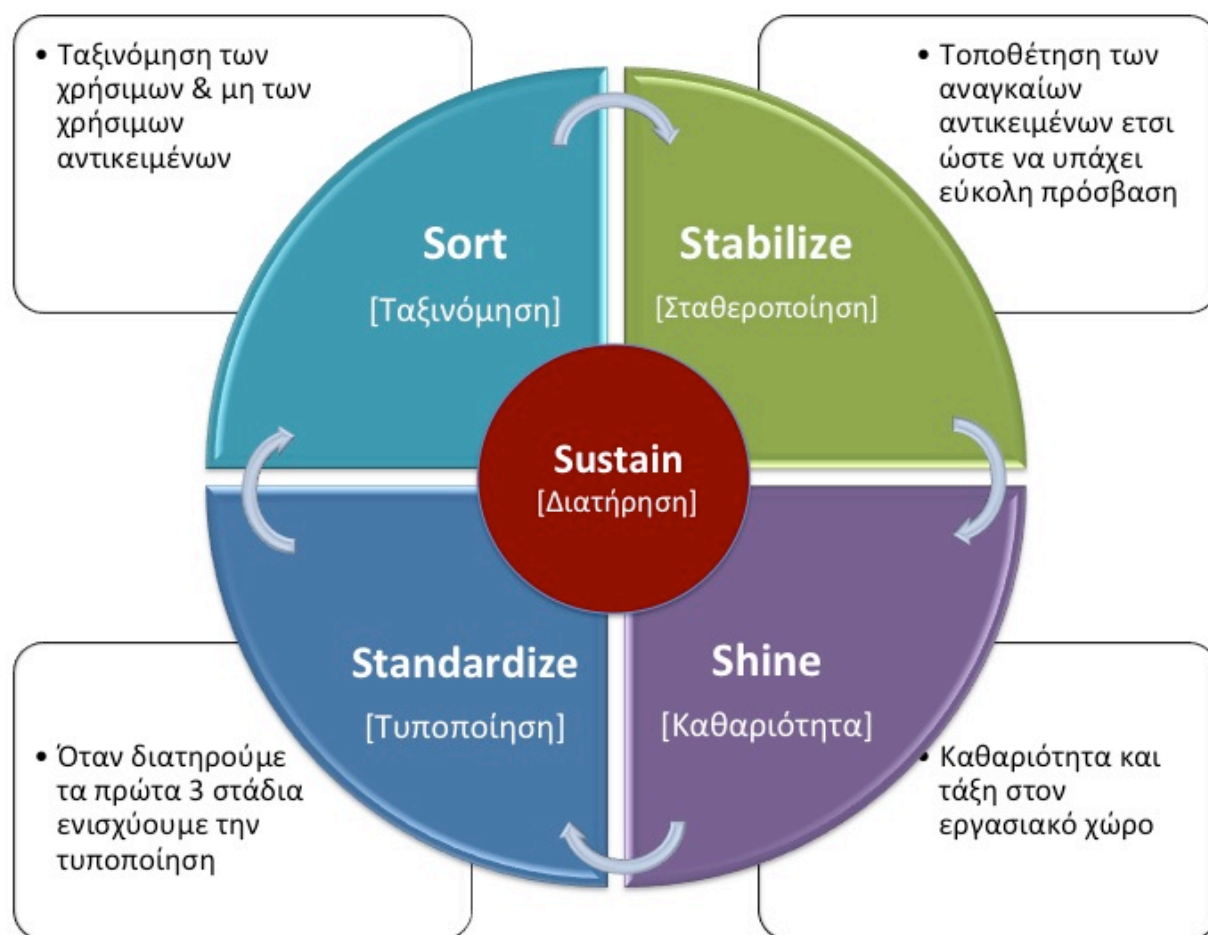 • Ταξινόμηση των
χρήσιμων & μη των
χρήσιμων
αντικειμένων
• Τοποθέτηση των
αναγκαίων
αντικειμένων ετσι
ώστε να υπάχει
εύκολη πρόσβαση
Sort
[Ταξινόμηση]
Stabilize
[Σταθεροποίηση]
Sustain
[Διατήρηση]
Standardize
[Τυποποίηση]
Shine
[Καθαριότητα]
• Όταν διατηρούμε
τα πρώτα 3 στάδια
ενισχύουμε την
τυποποίηση
• Καθαριότητα και
τάξη στον
εργασιακό χώρο